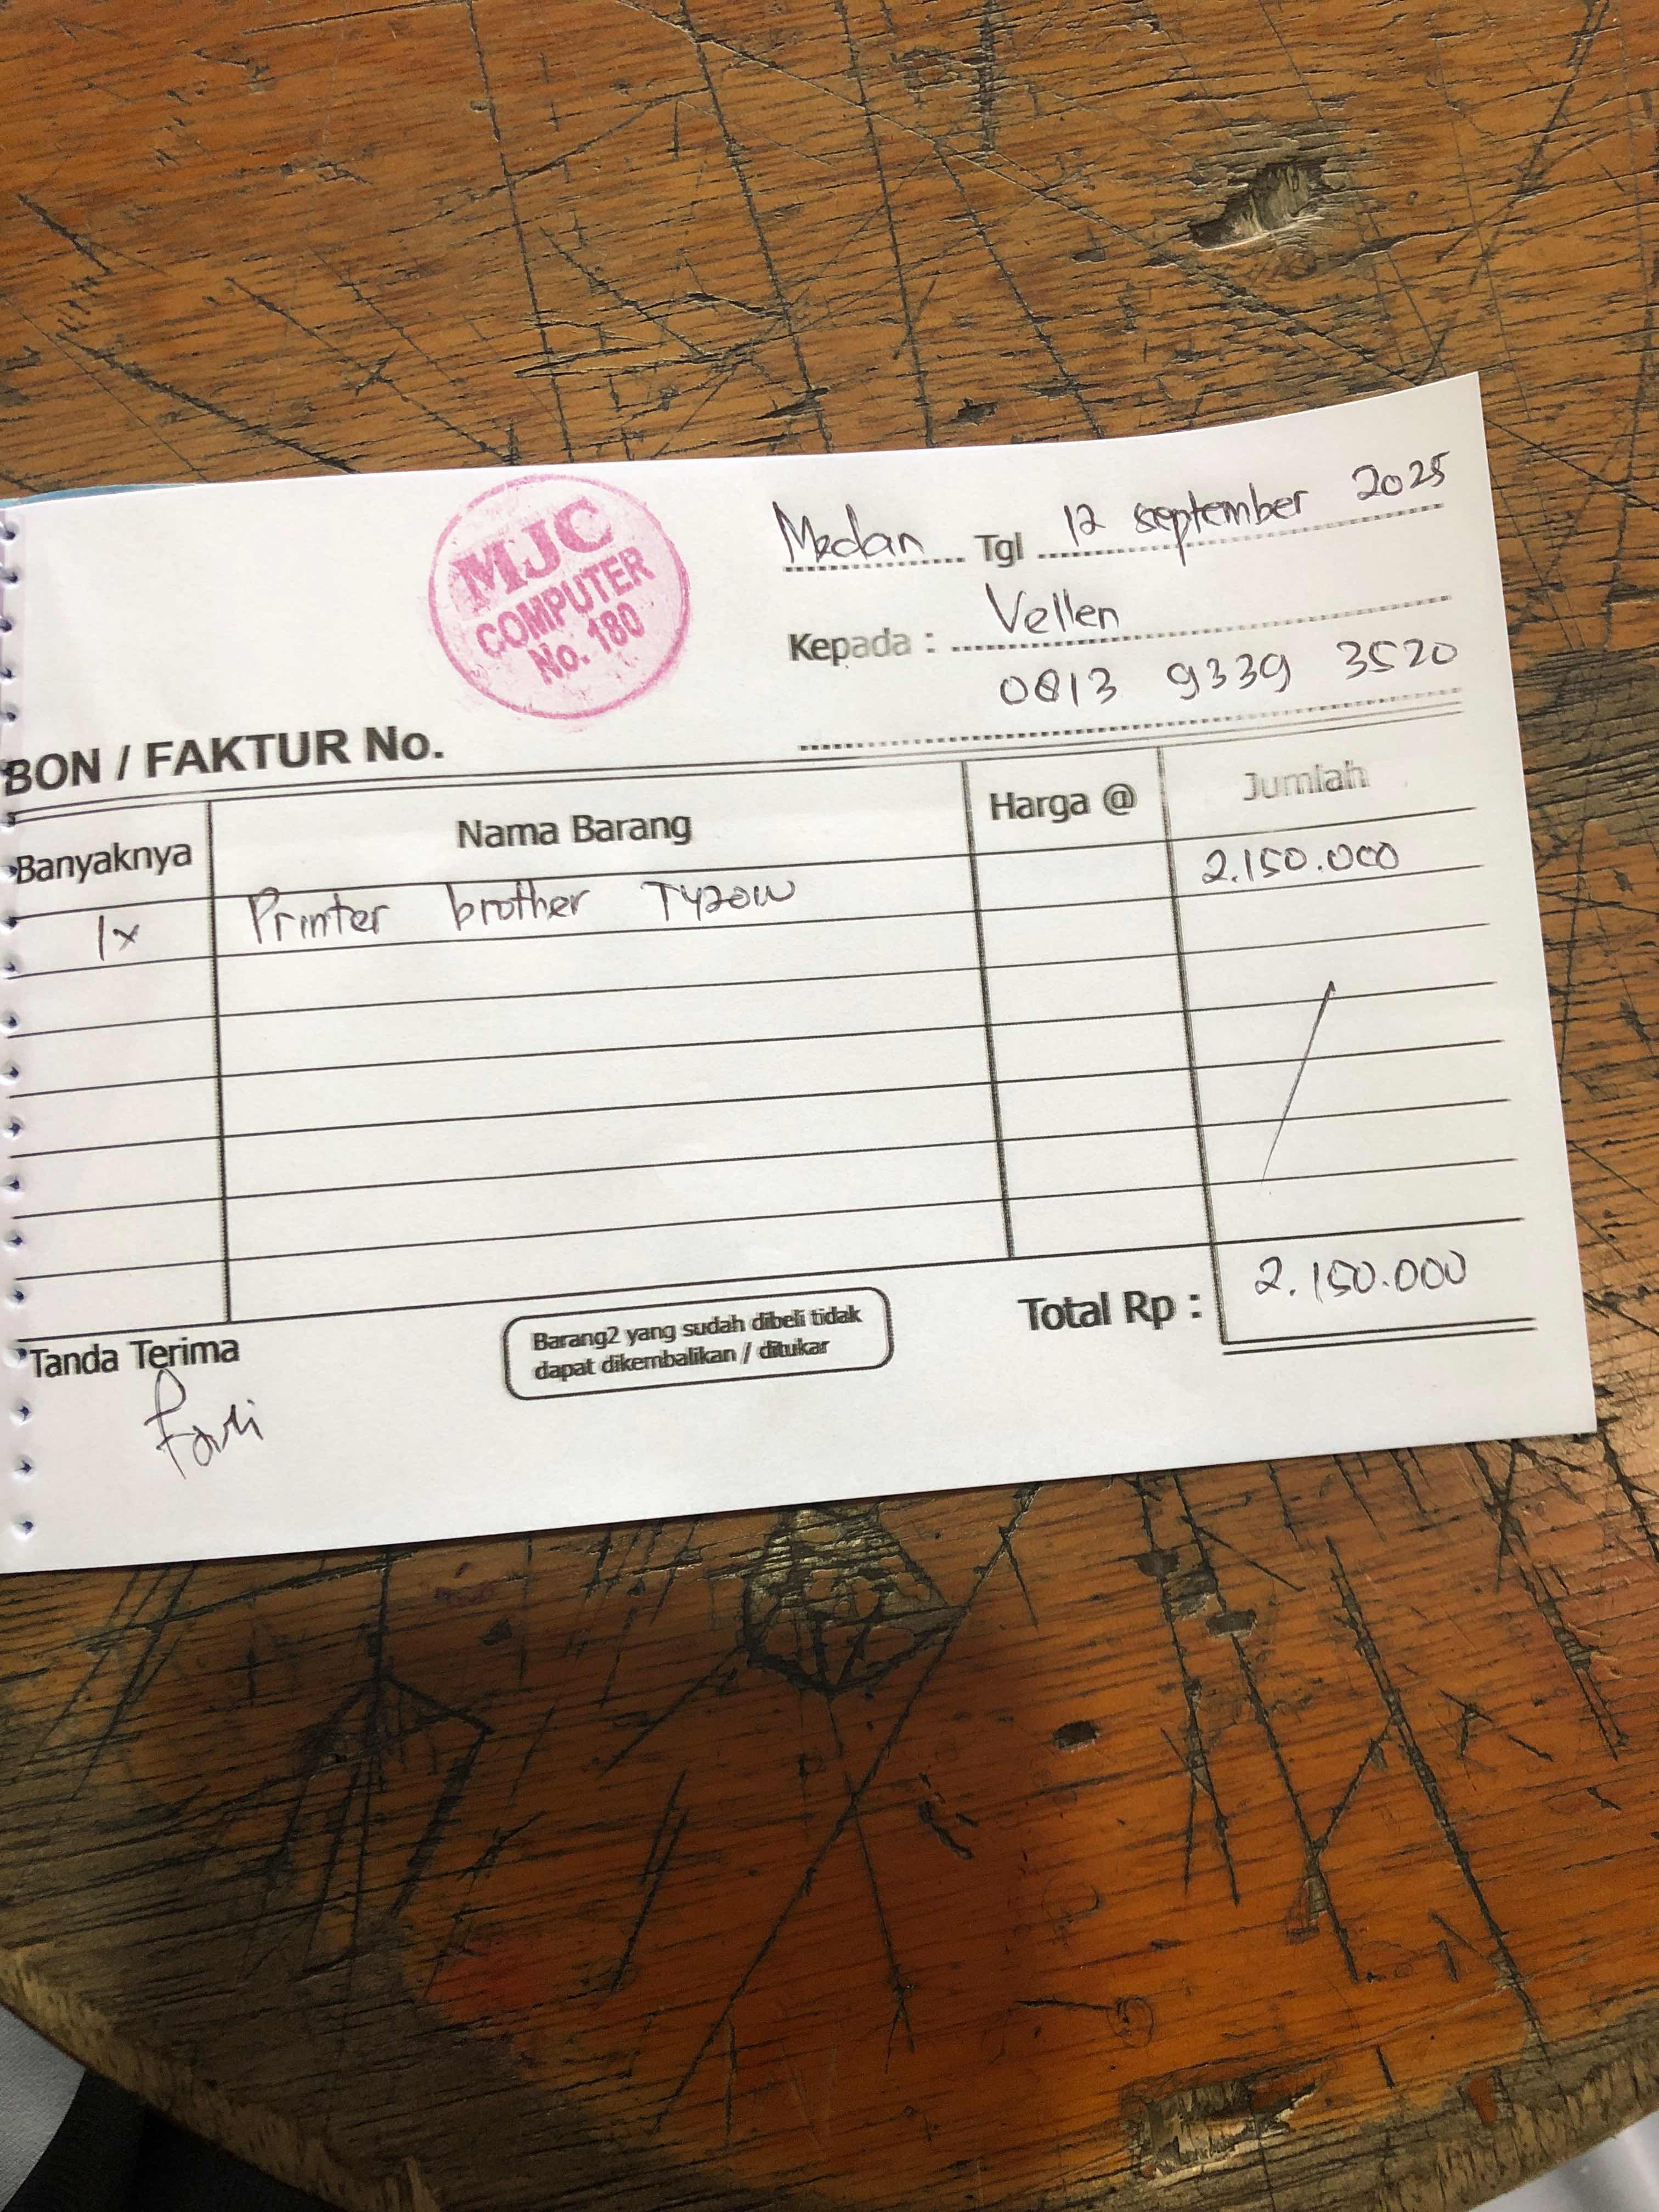 MJC
COMPUTER
No. 180
Medan Tgl 12 september 2025
Kepada : Vellen
0813 9339 3520
BON / FAKTUR No.
Banyaknya Nama Barang Harga @ Jumlah
1x Printer brother T420W 2.150.000
Total Rp : 2.150.000
Tanda Terima
Barang2 yang sudah dibeli tidak
dapat dikembalikan / ditukar